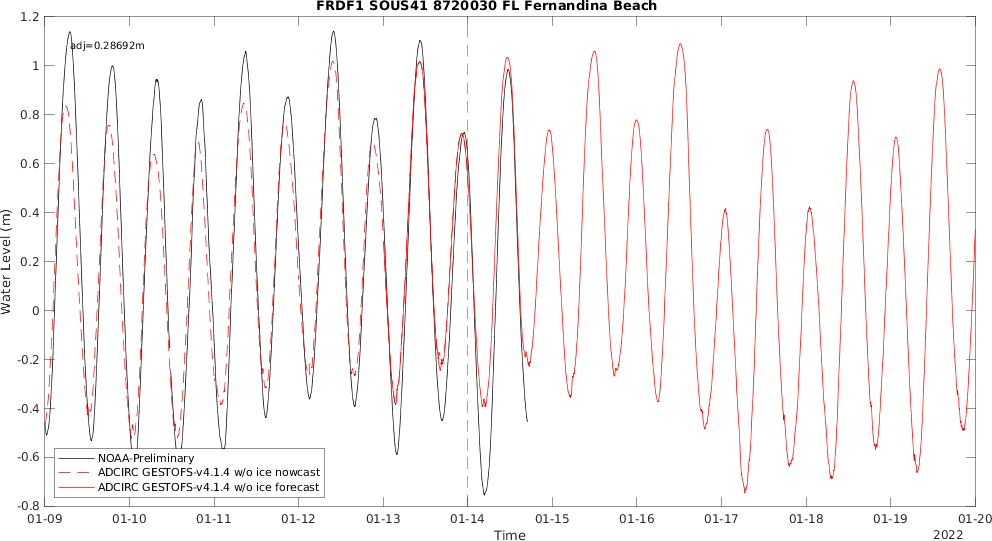 FRDF1 SOUS41 8720030 FL Fernandina Beach
adj=0.28692m
1.2
1
0.8
0.6
0.4
0.2
0
-0.2
-0.4
-0.6
-0.8
Water Level (m)
NOAA-Preliminary
ADCIRC GESTOFS-v4.1.4 w/o ice nowcast
ADCIRC GESTOFS-v4.1.4 w/o ice forecast
01-09 01-10 01-11 01-12 01-13 01-14 01-15 01-16 01-17 01-18 01-19 01-20
Time
2022